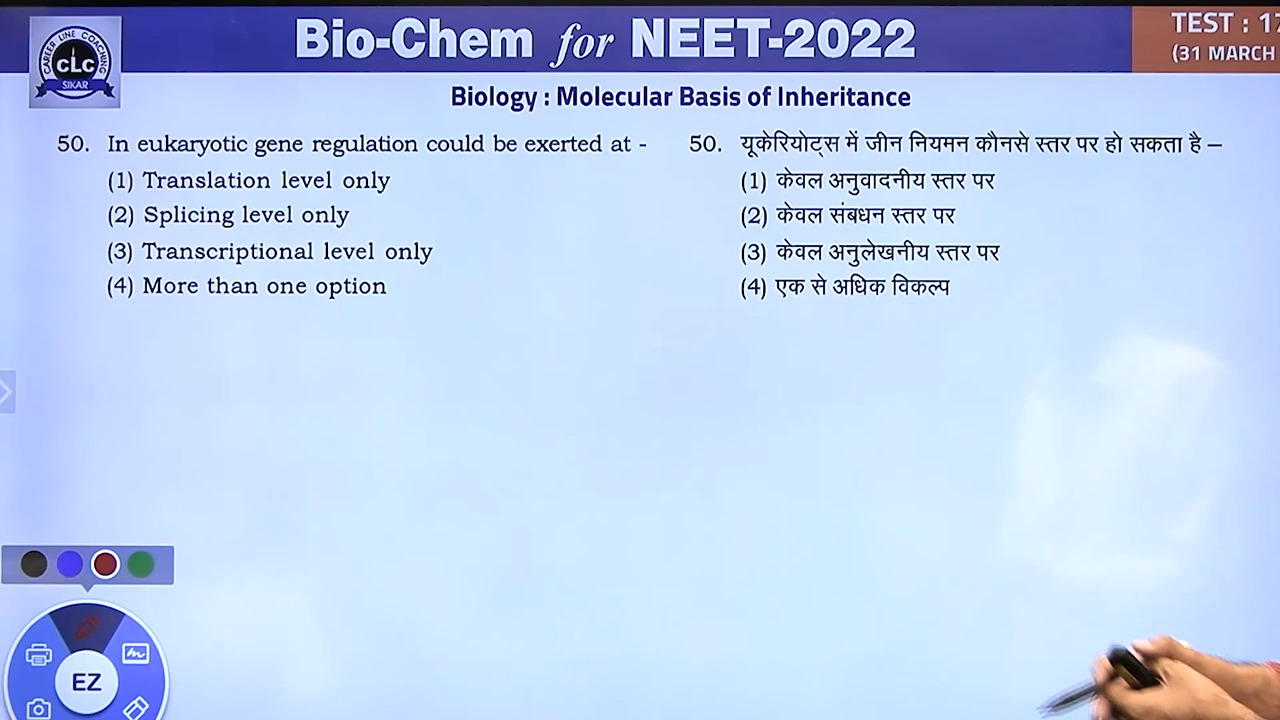 CAREER LINE COACHING
CLC
SIKAR
Bio-Chem for NEET-2022
TEST : 17
(31 MARCH
Biology : Molecular Basis of Inheritance
50. In eukaryotic gene regulation could be exerted at -
(1) Translation level only
(2) Splicing level only
(3) Transcriptional level only
(4) More than one option
50. यूकेरियोट्स में जीन नियमन कौनसे स्तर पर हो सकता है –
(1) केवल अनुवादनीय स्तर पर
(2) केवल संबधन स्तर पर
(3) केवल अनुलेखनीय स्तर पर
(4) एक से अधिक विकल्प
EZ